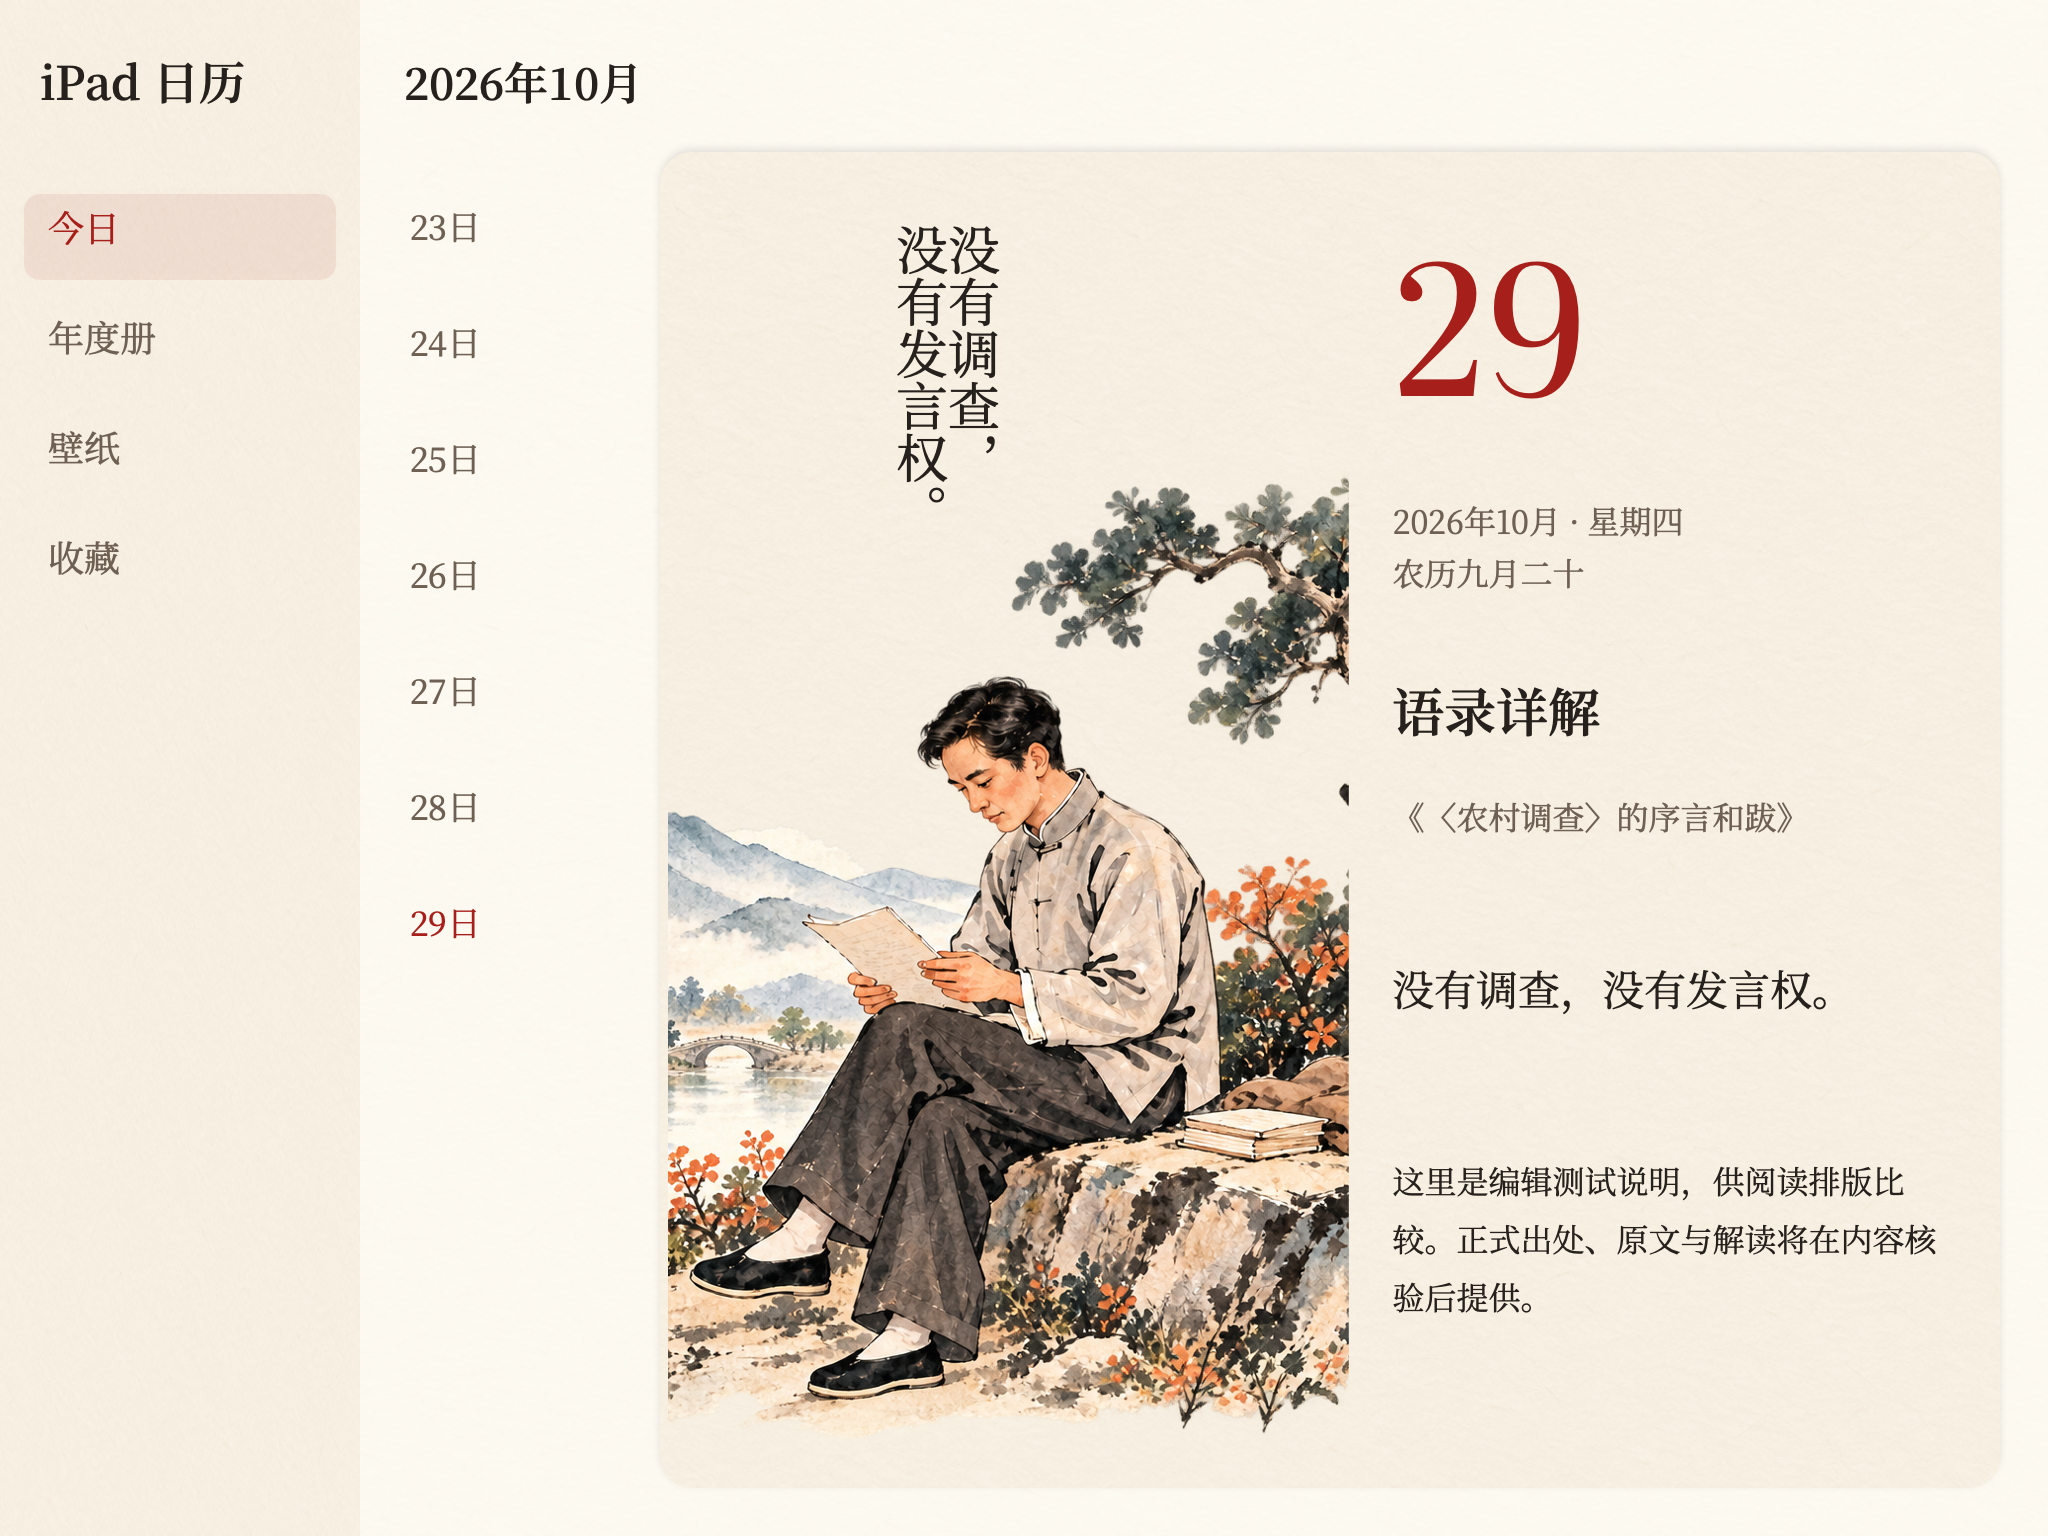 iPad 日历
今日
年度册
壁纸
收藏
2026年10月
23日
24日
25日
26日
27日
28日
29日
没有调查，
没有发言权。
29
2026年10月 · 星期四
农历九月二十
语录详解
《〈农村调查〉的序言和跋》
没有调查，没有发言权。
这里是编辑测试说明，供阅读排版比
较。正式出处、原文与解读将在内容核
验后提供。